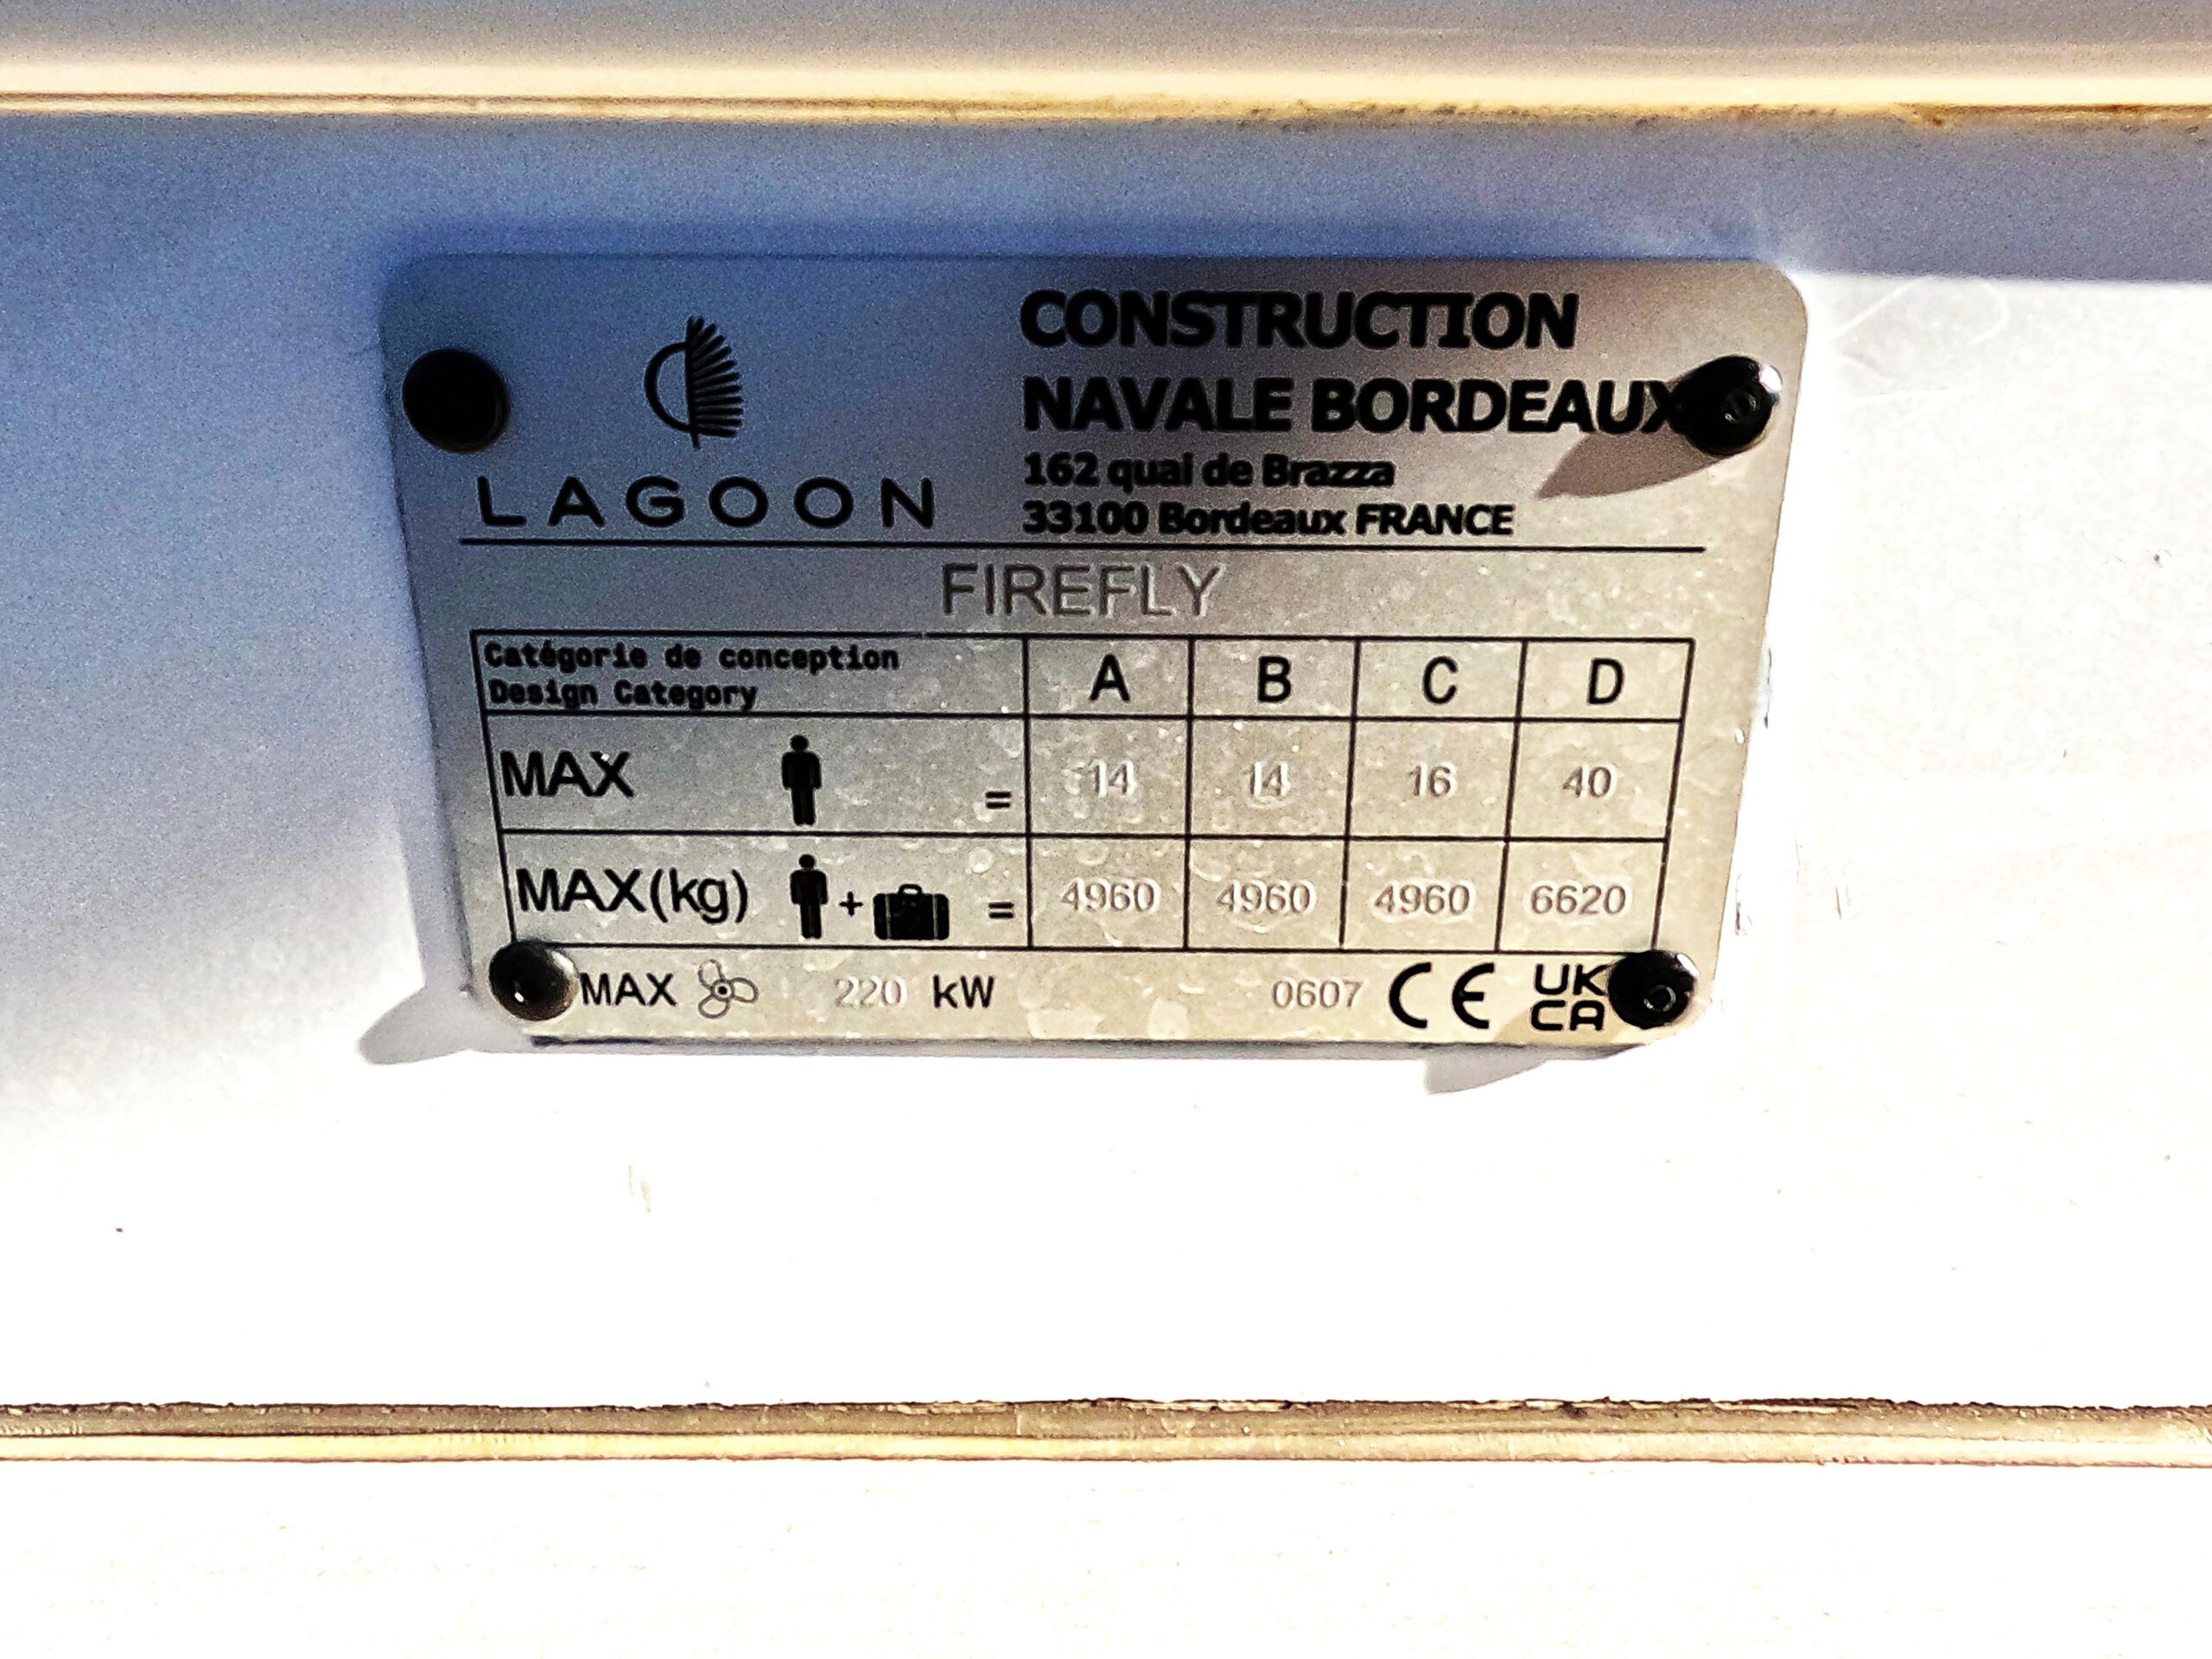 LAGOON
CONSTRUCTION
NAVALE BORDEAUX
162 quai de Brazza
33100 Bordeaux FRANCE
FIREFLY
Catégorie de conception
Design Category A B C D
MAX = 14 14 16 40
MAX(kg) + = 4960 4960 4960 6620
MAX 220 kW 0607 CE UK
CA